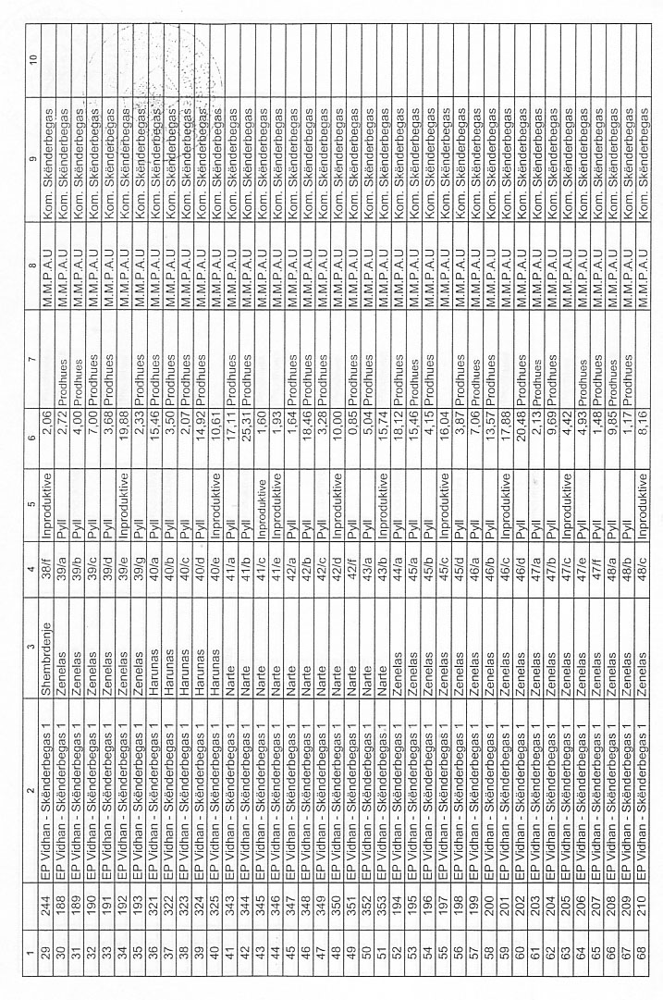 1 2 3 4 5 6 7 8 9 10
29 244 EP Vidhan - Skënderbegas 1 Shembrdenje 38/f Inproduktive 2,06 M.M.P.A.U Kom. Skënderbegas
30 188 EP Vidhan - Skënderbegas 1 Zenelas 39/a Pyll 2,72 Prodhues M.M.P.A.U Kom. Skënderbegas
31 189 EP Vidhan - Skënderbegas 1 Zenelas 39/b Pyll 4,00 Prodhues M.M.P.A.U Kom. Skënderbegas
32 190 EP Vidhan - Skënderbegas 1 Zenelas 39/c Pyll 7,00 Prodhues M.M.P.A.U Kom. Skënderbegas
33 191 EP Vidhan - Skënderbegas 1 Zenelas 39/d Pyll 3,68 Prodhues M.M.P.A.U Kom. Skënderbegas
34 192 EP Vidhan - Skënderbegas 1 Zenelas 39/e Inproduktive 19,88 M.M.P.A.U Kom. Skënderbegas
35 193 EP Vidhan - Skënderbegas 1 Zenelas 39/g Pyll 2,33 Prodhues M.M.P.A.U Kom. Skënderbegas
36 321 EP Vidhan - Skënderbegas 1 Harunas 40/a Pyll 15,46 Prodhues M.M.P.A.U Kom. Skënderbegas
37 322 EP Vidhan - Skënderbegas 1 Harunas 40/b Pyll 3,50 Prodhues M.M.P.A.U Kom. Skënderbegas
38 323 EP Vidhan - Skënderbegas 1 Harunas 40/c Pyll 2,07 Prodhues M.M.P.A.U Kom. Skënderbegas
39 324 EP Vidhan - Skënderbegas 1 Harunas 40/d Pyll 14,92 Prodhues M.M.P.A.U Kom. Skënderbegas
40 325 EP Vidhan - Skënderbegas 1 Harunas 40/e Inproduktive 10,61 M.M.P.A.U Kom. Skënderbegas
41 343 EP Vidhan - Skënderbegas 1 Narte 41/a Pyll 17,11 Prodhues M.M.P.A.U Kom. Skënderbegas
42 344 EP Vidhan - Skënderbegas 1 Narte 41/b Pyll 25,31 Prodhues M.M.P.A.U Kom. Skënderbegas
43 345 EP Vidhan - Skënderbegas 1 Narte 41/c Inproduktive 1,60 M.M.P.A.U Kom. Skënderbegas
44 346 EP Vidhan - Skënderbegas 1 Narte 41/e Inproduktive 1,93 M.M.P.A.U Kom. Skënderbegas
45 347 EP Vidhan - Skënderbegas 1 Narte 42/a Pyll 1,64 Prodhues M.M.P.A.U Kom. Skënderbegas
46 348 EP Vidhan - Skënderbegas 1 Narte 42/b Pyll 18,46 Prodhues M.M.P.A.U Kom. Skënderbegas
47 349 EP Vidhan - Skënderbegas 1 Narte 42/c Pyll 3,28 Prodhues M.M.P.A.U Kom. Skënderbegas
48 350 EP Vidhan - Skënderbegas 1 Narte 42/d Inproduktive 10,00 M.M.P.A.U Kom. Skënderbegas
49 351 EP Vidhan - Skënderbegas 1 Narte 42/f Pyll 0,85 Prodhues M.M.P.A.U Kom. Skënderbegas
50 352 EP Vidhan - Skënderbegas 1 Narte 43/a Pyll 5,04 Prodhues M.M.P.A.U Kom. Skënderbegas
51 353 EP Vidhan - Skënderbegas 1 Narte 43/b Inproduktive 15,74 M.M.P.A.U Kom. Skënderbegas
52 194 EP Vidhan - Skënderbegas 1 Zenelas 44/a Pyll 18,12 Prodhues M.M.P.A.U Kom. Skënderbegas
53 195 EP Vidhan - Skënderbegas 1 Zenelas 45/a Pyll 15,46 Prodhues M.M.P.A.U Kom. Skënderbegas
54 196 EP Vidhan - Skënderbegas 1 Zenelas 45/b Pyll 4,15 Prodhues M.M.P.A.U Kom. Skënderbegas
55 197 EP Vidhan - Skënderbegas 1 Zenelas 45/c Inproduktive 16,04 M.M.P.A.U Kom. Skënderbegas
56 198 EP Vidhan - Skënderbegas 1 Zenelas 45/d Pyll 3,87 Prodhues M.M.P.A.U Kom. Skënderbegas
57 199 EP Vidhan - Skënderbegas 1 Zenelas 46/a Pyll 7,06 Prodhues M.M.P.A.U Kom. Skënderbegas
58 200 EP Vidhan - Skënderbegas 1 Zenelas 46/b Pyll 13,57 Prodhues M.M.P.A.U Kom. Skënderbegas
59 201 EP Vidhan - Skënderbegas 1 Zenelas 46/c Inproduktive 17,88 M.M.P.A.U Kom. Skënderbegas
60 202 EP Vidhan - Skënderbegas 1 Zenelas 46/d Pyll 20,48 Prodhues M.M.P.A.U Kom. Skënderbegas
61 203 EP Vidhan - Skënderbegas 1 Zenelas 47/a Pyll 2,13 Prodhues M.M.P.A.U Kom. Skënderbegas
62 204 EP Vidhan - Skënderbegas 1 Zenelas 47/b Pyll 9,69 Prodhues M.M.P.A.U Kom. Skënderbegas
63 205 EP Vidhan - Skënderbegas 1 Zenelas 47/c Inproduktive 4,42 M.M.P.A.U Kom. Skënderbegas
64 206 EP Vidhan - Skënderbegas 1 Zenelas 47/e Pyll 4,93 Prodhues M.M.P.A.U Kom. Skënderbegas
65 207 EP Vidhan - Skënderbegas 1 Zenelas 47/f Pyll 1,48 Prodhues M.M.P.A.U Kom. Skënderbegas
66 208 EP Vidhan - Skënderbegas 1 Zenelas 48/a Pyll 9,85 Prodhues M.M.P.A.U Kom. Skënderbegas
67 209 EP Vidhan - Skënderbegas 1 Zenelas 48/b Pyll 1,17 Prodhues M.M.P.A.U Kom. Skënderbegas
68 210 EP Vidhan - Skënderbegas 1 Zenelas 48/c Inproduktive 8,16 M.M.P.A.U Kom. Skënderbegas